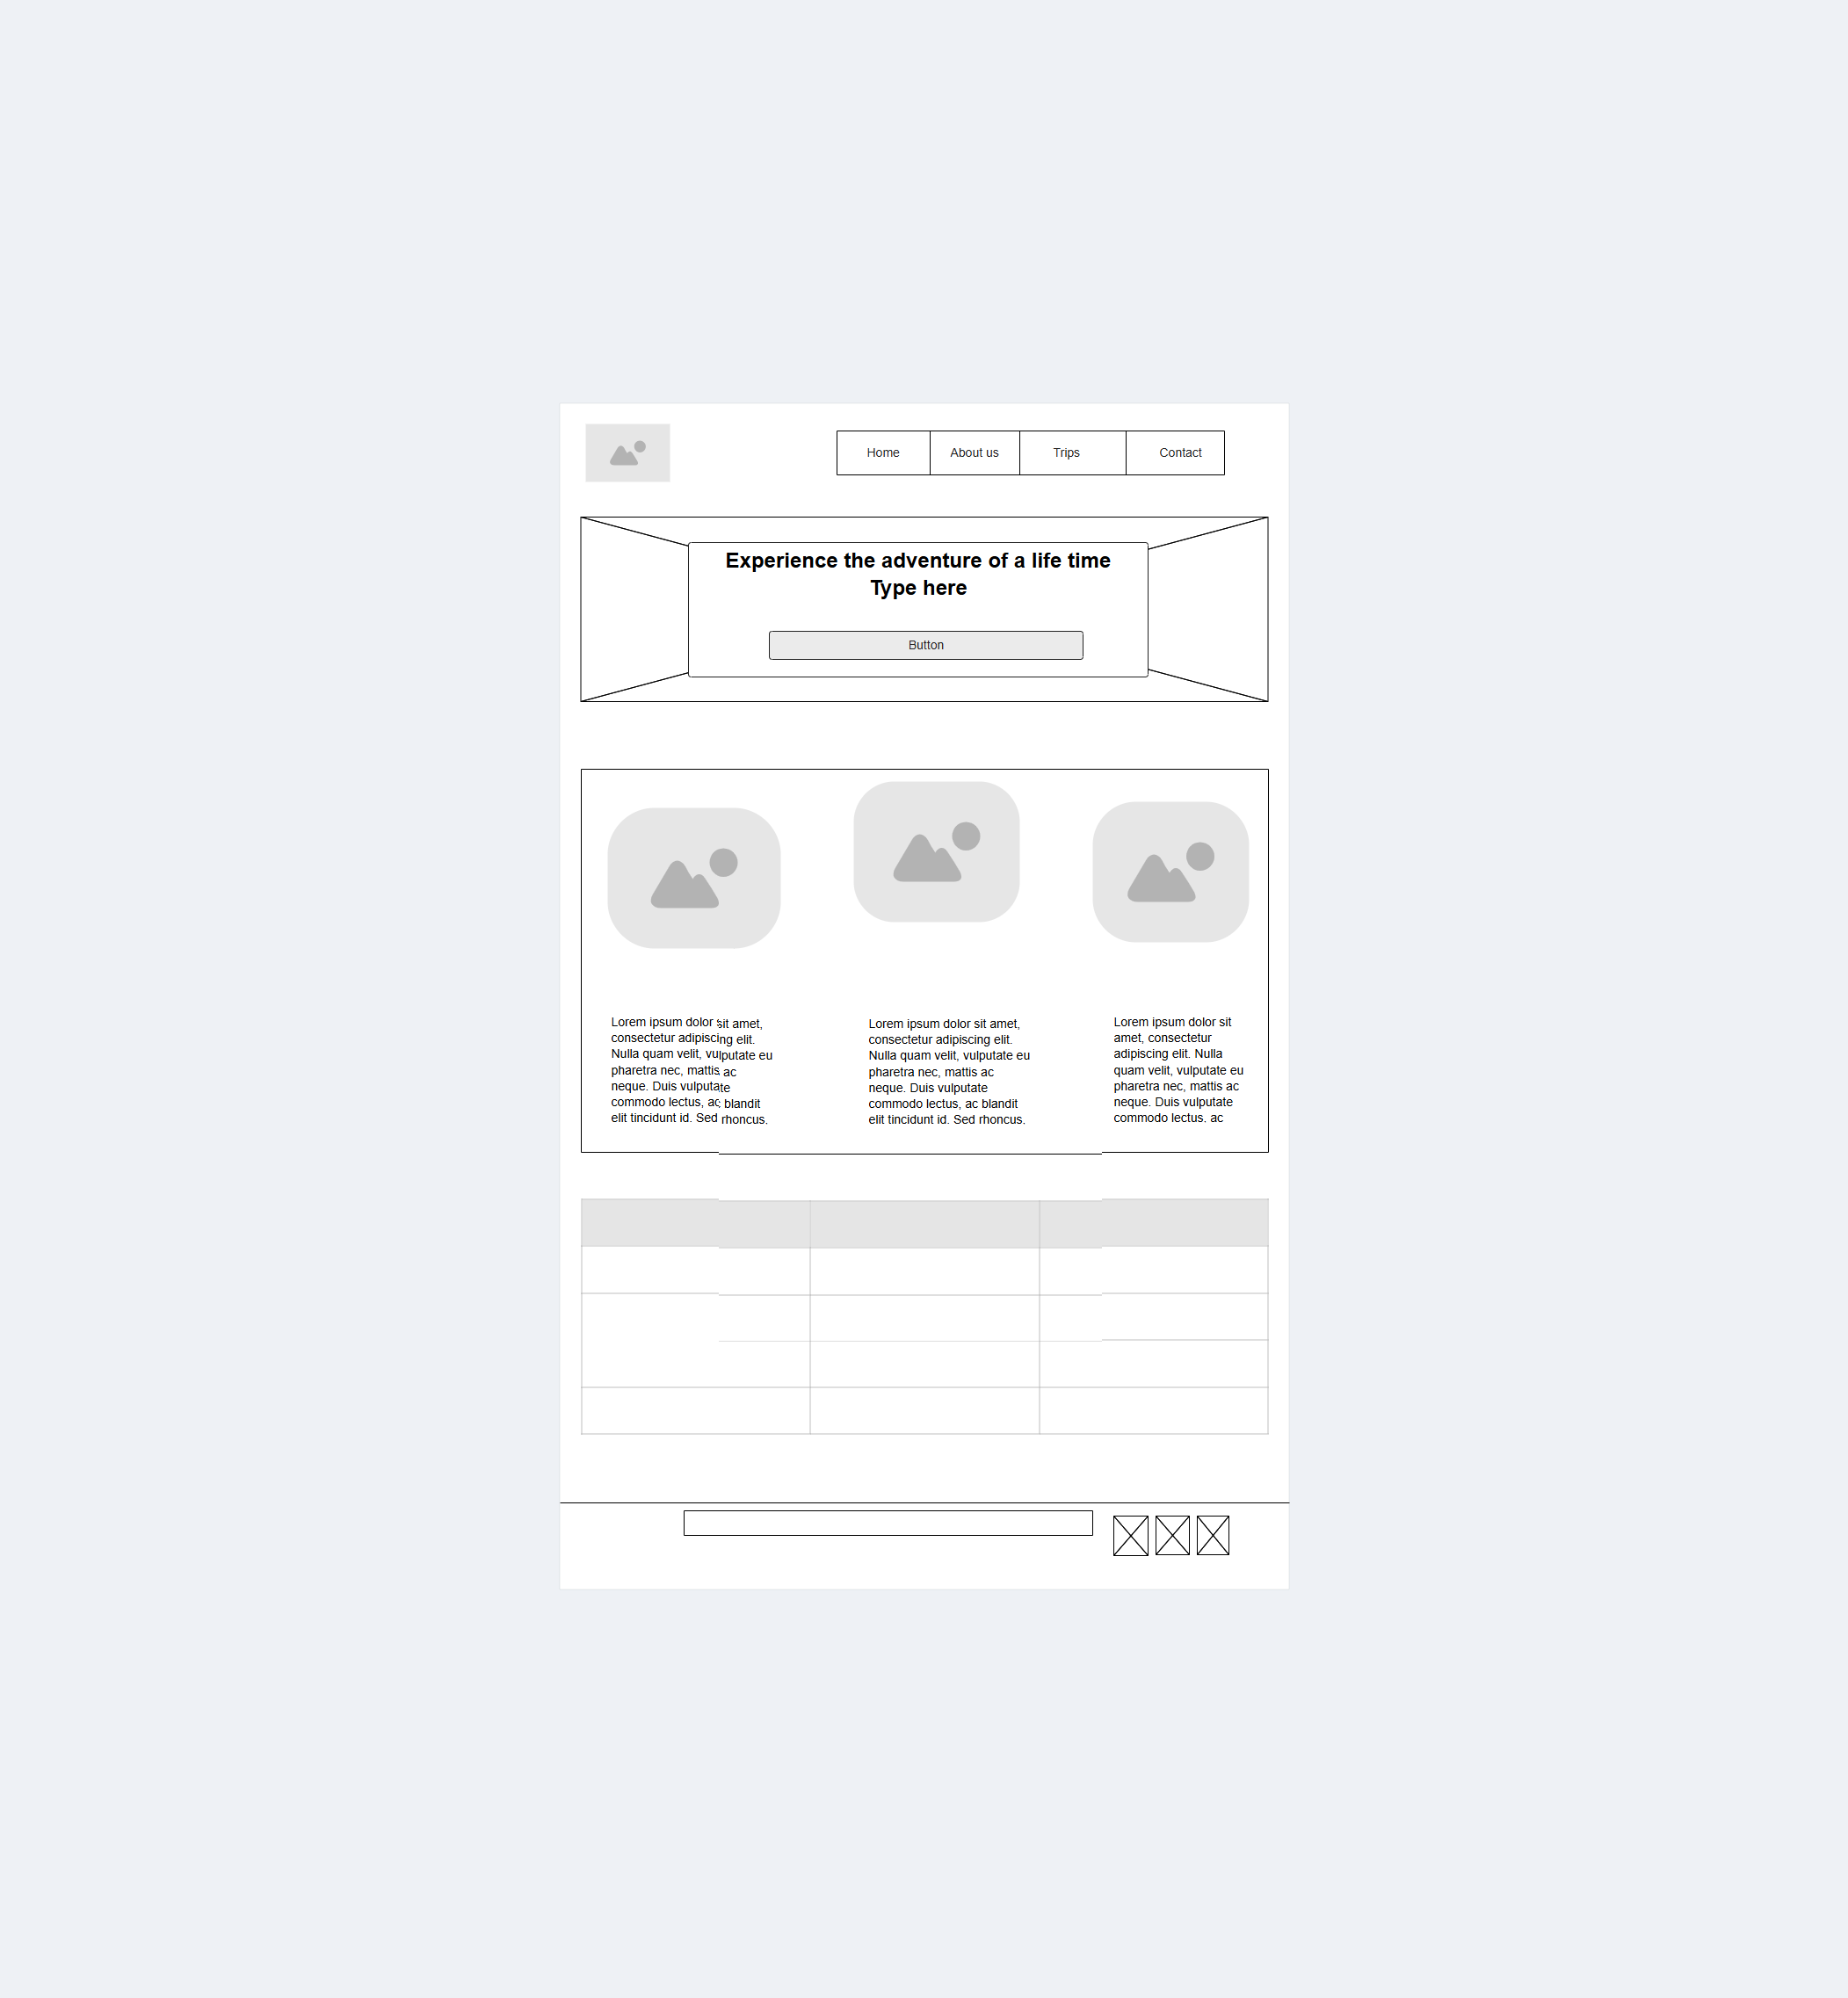 Home
About us
Trips
Contact
Experience the adventure of a life time
Type here
Button
Lorem ipsum dolor sit amet,
consectetur adipiscing elit.
Nulla quam velit, vulputate eu
pharetra nec, mattis ac
neque. Duis vulputate
commodo lectus, ac blandit
elit tincidunt id. Sed rhoncus.
Lorem ipsum dolor sit amet,
consectetur adipiscing elit.
Nulla quam velit, vulputate eu
pharetra nec, mattis ac
neque. Duis vulputate
commodo lectus, ac blandit
elit tincidunt id. Sed rhoncus.
Lorem ipsum dolor sit
amet, consectetur
adipiscing elit. Nulla
quam velit, vulputate eu
pharetra nec, mattis ac
neque. Duis vulputate
commodo lectus, ac